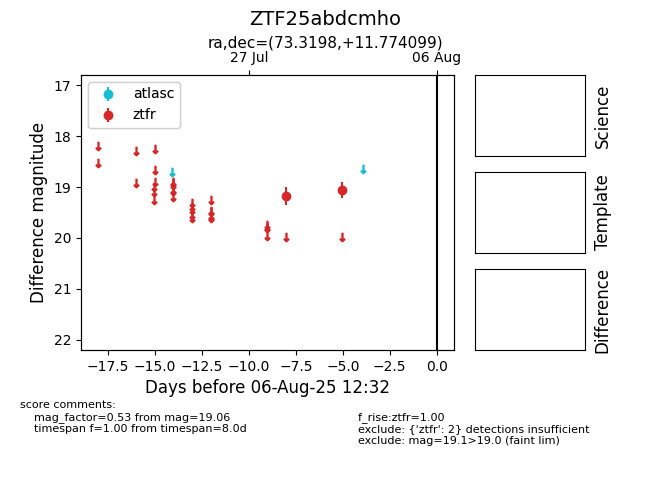 ZTF25abdcmho
ra,dec=(73.3198,+11.774099)
27 Jul
06 Aug
atlasc
ztfr
17
18
19
20
21
22
Difference magnitude
−17.5
−15.0
−12.5
−10.0
−7.5
−5.0
−2.5
0.0
Days before 06-Aug-25 12:32
Science
Template
Difference
score comments:
mag_factor=0.53 from mag=19.06
timespan f=1.00 from timespan=8.0d
f_rise:ztfr=1.00
exclude: {'ztfr': 2} detections insufficient
exclude: mag=19.1>19.0 (faint lim)